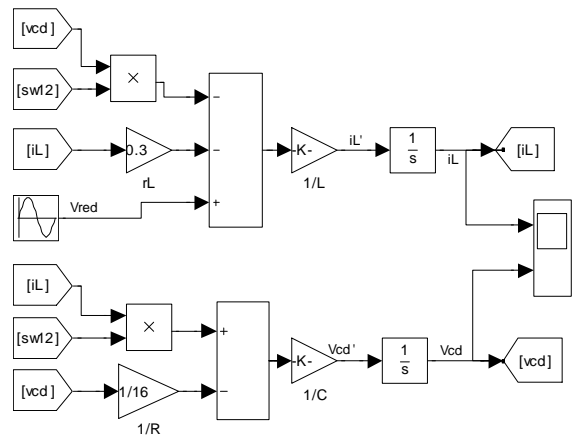 [vcd]
[sw12]
×
−
[iL]
0.3
rL
−
-K-
1/L
iL'
1
s
iL
[iL]
Vred
+
[iL]
[sw12]
×
+
[vcd]
1/16
1/R
−
-K-
1/C
Vcd'
1
s
Vcd
[vcd]